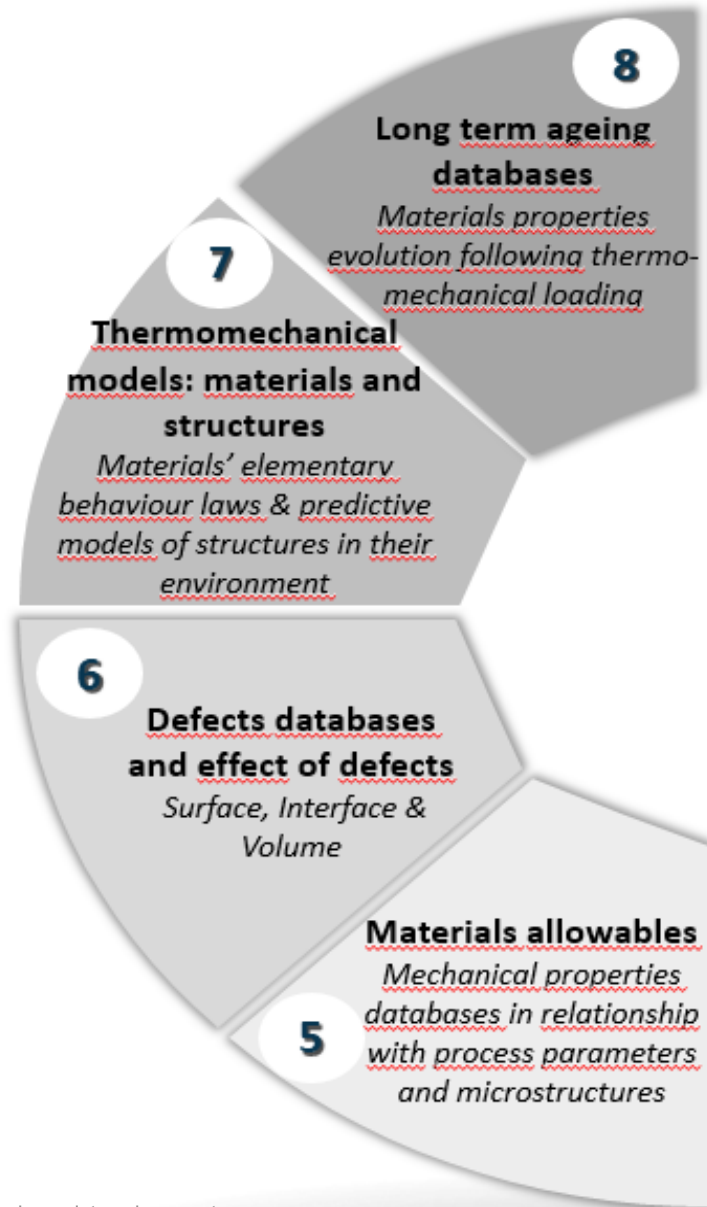 8
Long term ageing
databases
Materials properties
evolution following thermo-
mechanical loading
7
Thermomechanical
models: materials and
structures
Materials' elementary
behaviour laws & predictive
models of structures in their
environment
6
Defects databases
and effect of defects
Surface, Interface &
Volume
Materials allowables
Mechanical properties
databases in relationship
5
with process parameters
and microstructures